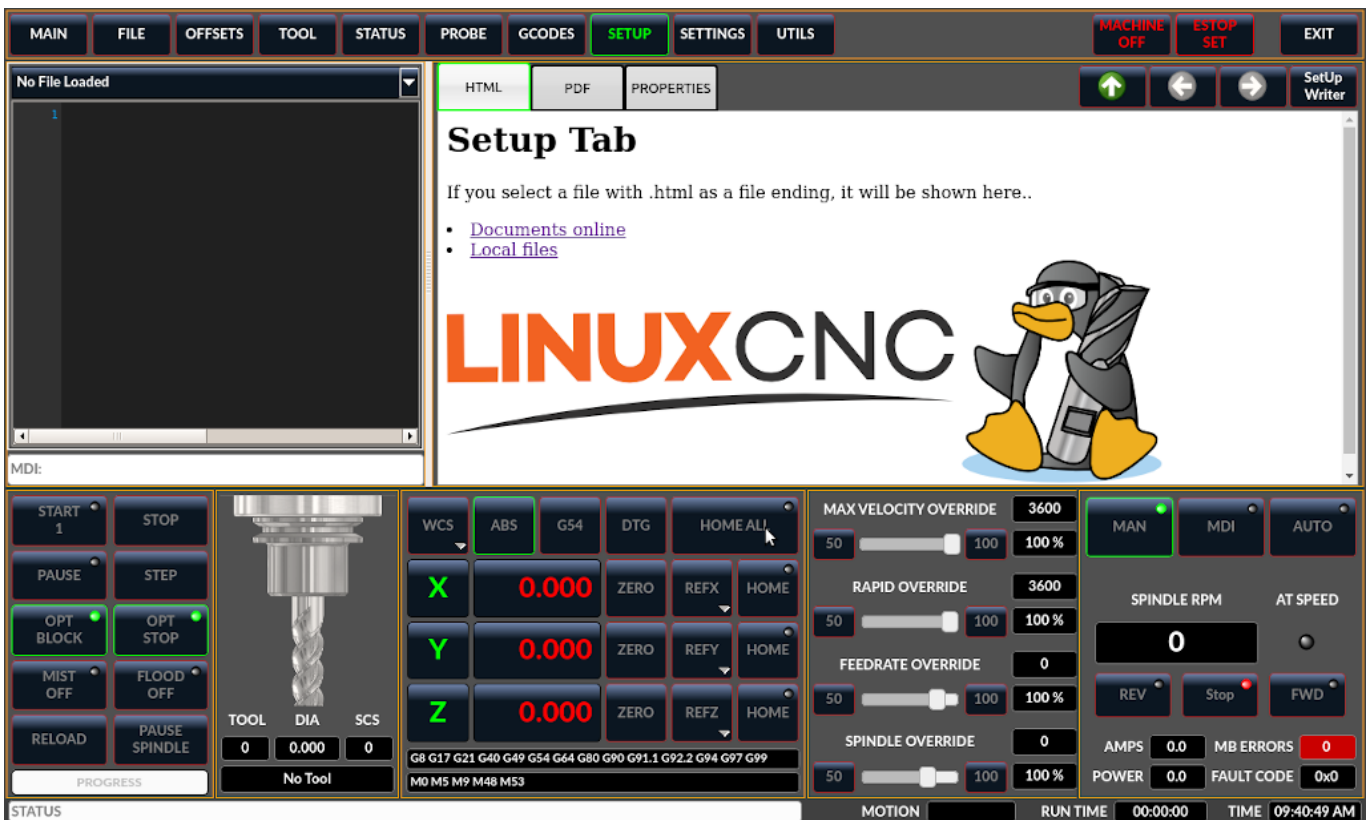 MAIN FILE OFFSETS TOOL STATUS PROBE GCODES SETUP SETTINGS UTILS MACHINE OFF ESTOP SET EXIT
No File Loaded
1
MDI:
HTML PDF PROPERTIES SetUp Writer
Setup Tab
If you select a file with .html as a file ending, it will be shown here..
• Documents online
• Local files
LINUXCNC
START 1 STOP
PAUSE STEP
OPT BLOCK OPT STOP
MIST OFF FLOOD OFF
RELOAD PAUSE SPINDLE
PROGRESS
TOOL DIA SCS
0 0.000 0
No Tool
WCS ABS G54 DTG HOME ALL
X 0.000 ZERO REFX HOME
Y 0.000 ZERO REFY HOME
Z 0.000 ZERO REFZ HOME
G8 G17 G21 G40 G49 G54 G64 G80 G90 G91.1 G92.2 G94 G97 G99
M0 M5 M9 M48 M53
MAX VELOCITY OVERRIDE 3600
50 100 100 %
RAPID OVERRIDE 3600
50 100 100 %
FEEDRATE OVERRIDE 0
50 100 100 %
SPINDLE OVERRIDE 0
50 100 100 %
MAN MDI AUTO
SPINDLE RPM AT SPEED
0
REV Stop FWD
AMPS 0.0 MB ERRORS 0
POWER 0.0 FAULT CODE 0x0
STATUS MOTION RUN TIME 00:00:00 TIME 09:40:49 AM